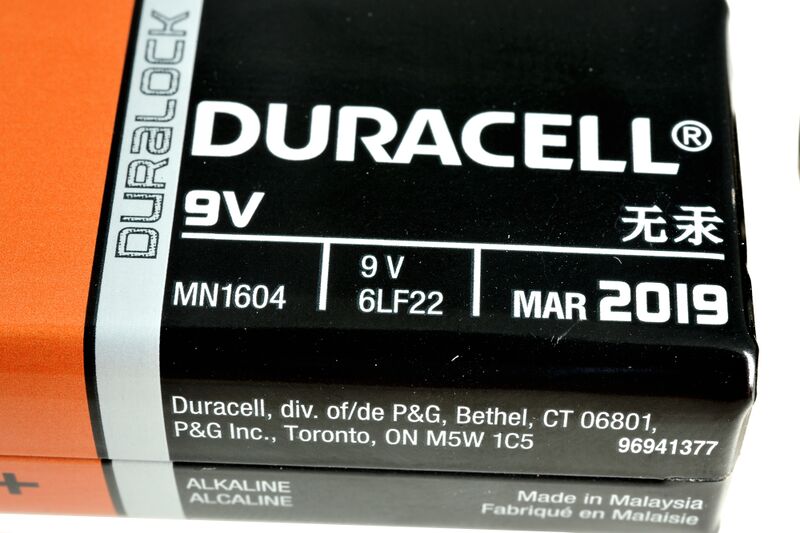 DURALOCK
DURACELL®
9V
无汞
MN1604
9 V
6LF22
MAR 2019
Duracell, div. of/de P&G, Bethel, CT 06801,
P&G Inc., Toronto, ON M5W 1C5
96941377
+
ALKALINE
ALCALINE
Made in Malaysia
Fabriqué en Malaisie